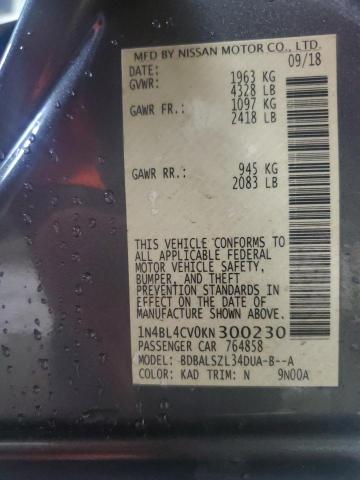 MFD BY NISSAN MOTOR CO., LTD.
DATE: 09/18
GVWR: 1963 KG
4328 LB
GAWR FR.: 1097 KG
2418 LB
GAWR RR.: 945 KG
2083 LB
THIS VEHICLE CONFORMS TO
ALL APPLICABLE FEDERAL
MOTOR VEHICLE SAFETY,
BUMPER, AND THEFT
PREVENTION STANDARDS IN
EFFECT ON THE DATE OF
MANUFACTURE SHOWN ABOVE.
1N4BL4CV0KN300230
PASSENGER CAR 764858
MODEL: BDBALSZL34DUA-B--A
COLOR: KAD TRIM: N 9N00A